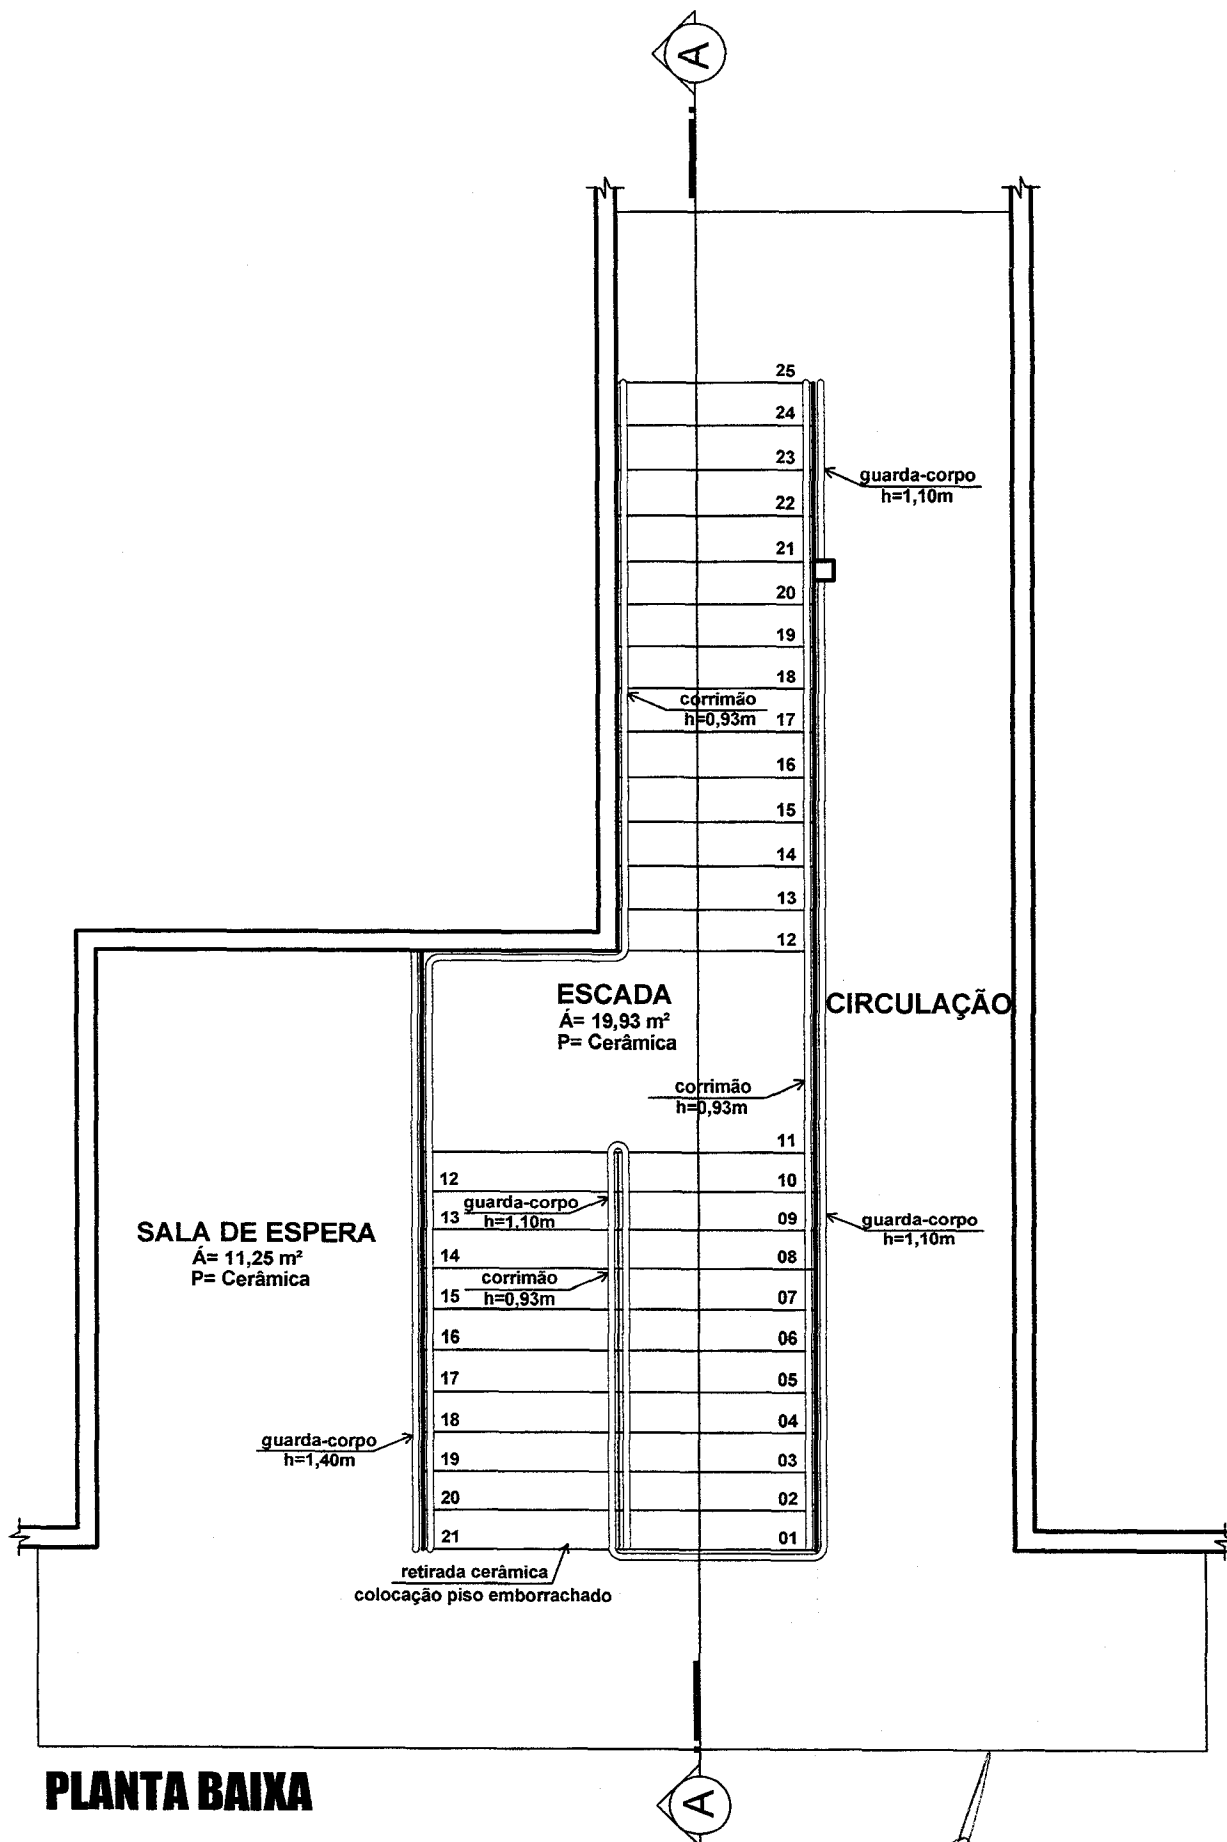 A
25
24
23
guarda-corpo
h=1,10m
22
21
20
19
18
corrimão
h=0,93m
17
16
15
14
13
12
ESCADA
Á= 19,93 m²
P= Cerâmica
CIRCULAÇÃO
corrimão
h=0,93m
11
12
10
guarda-corpo
h=1,10m
13
09
guarda-corpo
h=1,10m
SALA DE ESPERA
Á= 11,25 m²
P= Cerâmica
14
08
corrimão
h=0,93m
15
07
16
06
17
05
18
04
guarda-corpo
h=1,40m
19
03
20
02
21
01
retirada cerâmica
colocação piso emborrachado
PLANTA BAIXA
A